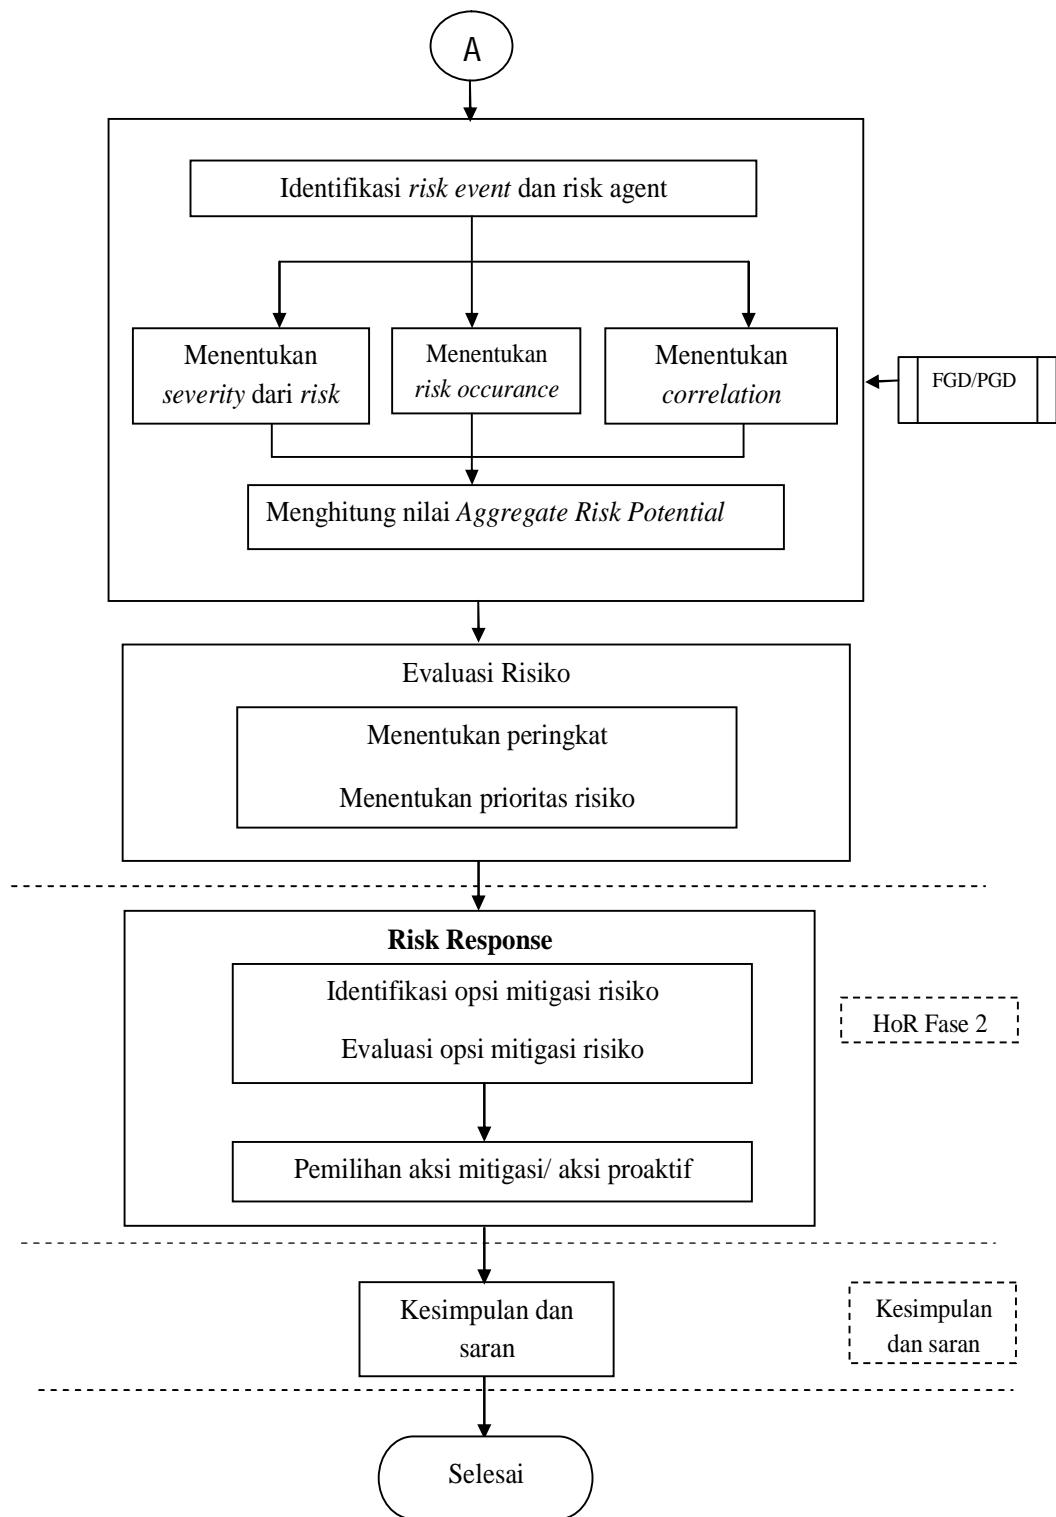 A
Identifikasi risk event dan risk agent
Menentukan
severity dari risk
Menentukan
risk occurance
Menentukan
correlation
FGD/PGD
Menghitung nilai Aggregate Risk Potential
Evaluasi Risiko
Menentukan peringkat
Menentukan prioritas risiko
Risk Response
Identifikasi opsi mitigasi risiko
Evaluasi opsi mitigasi risiko
HoR Fase 2
Pemilihan aksi mitigasi/ aksi proaktif
Kesimpulan dan
saran
Kesimpulan
dan saran
Selesai